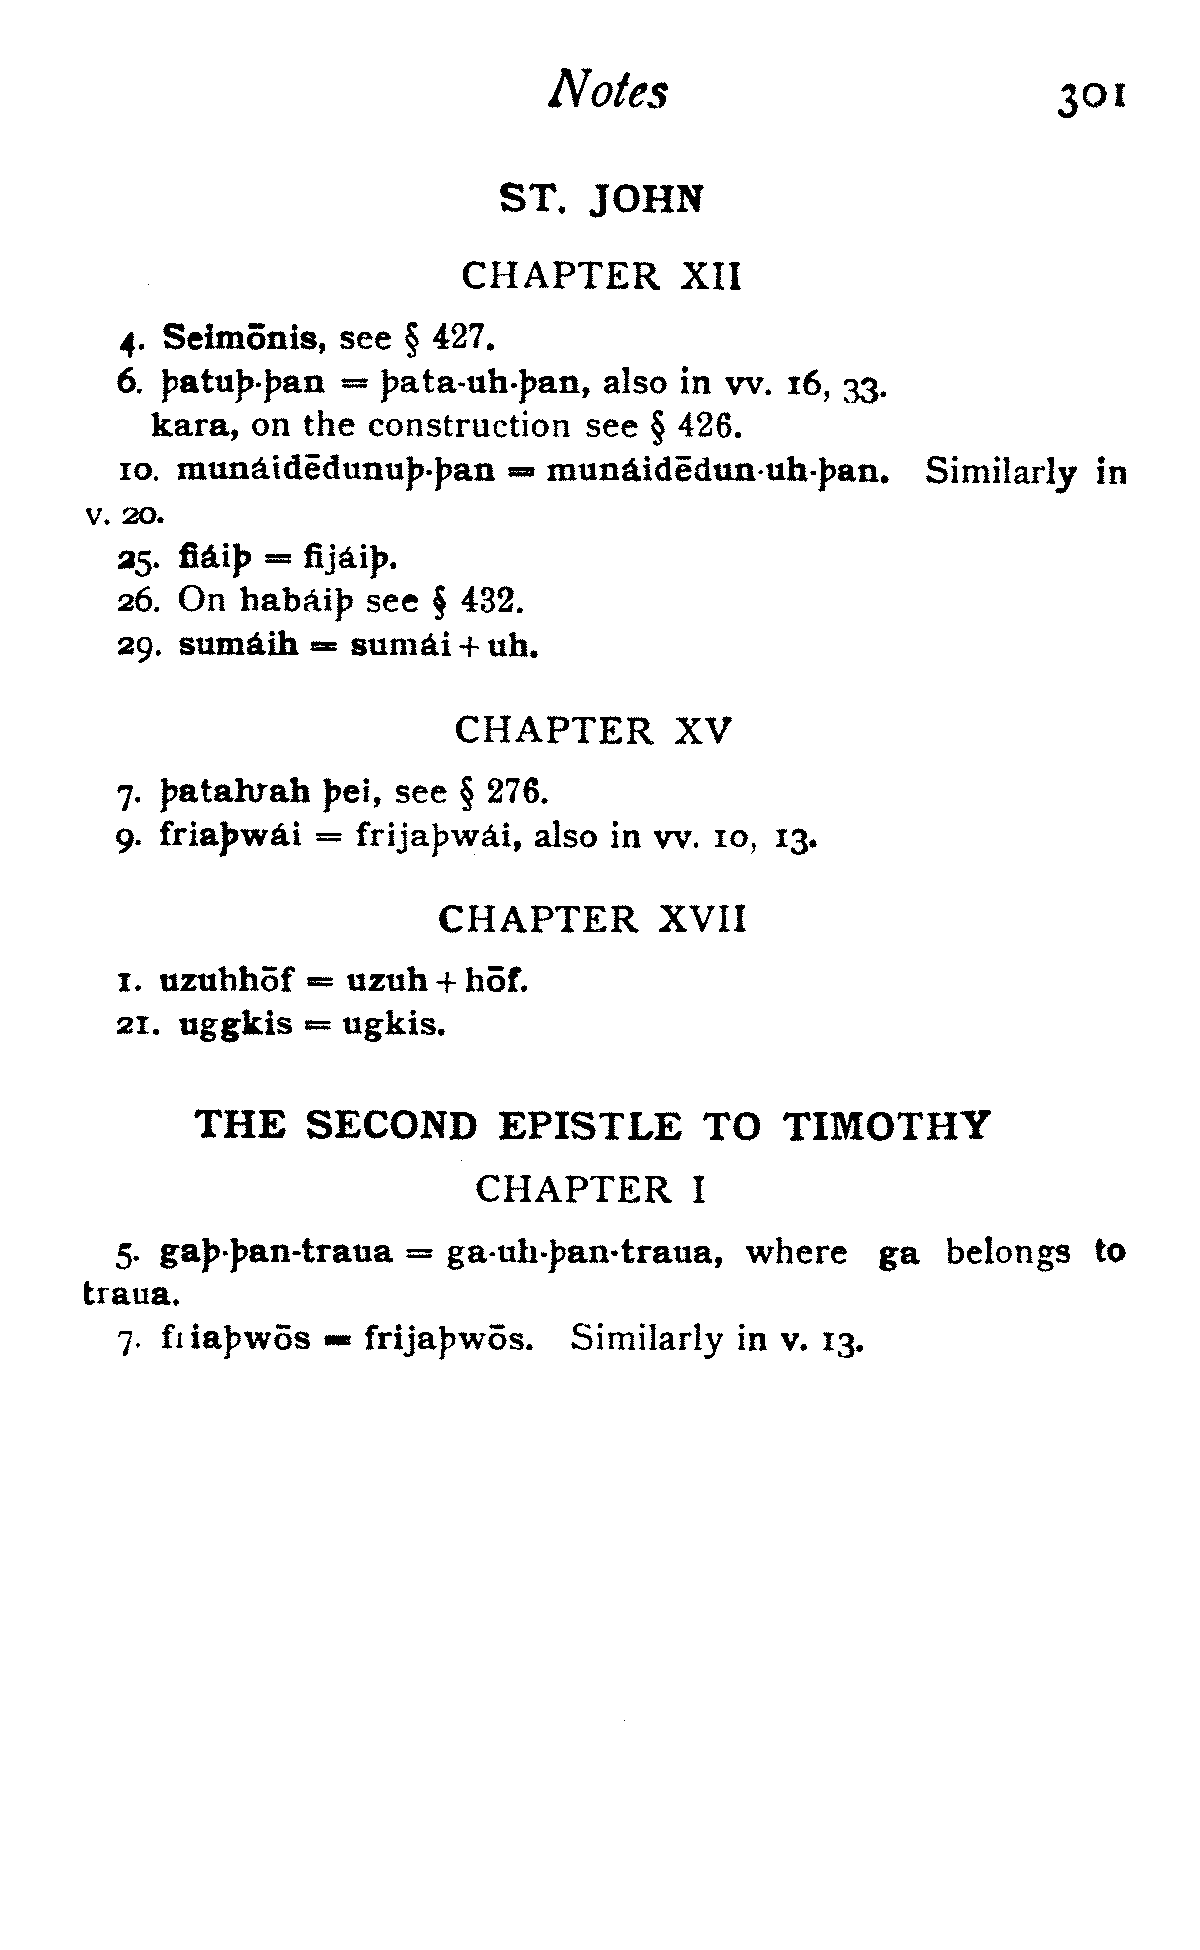 Notes 301
ST. JOHN
CHAPTER XII
4. Seimōnis, see § 427.
6. þatuþ-þan = þata-uh-þan, also in vv. 16, 33.
kara, on the construction see § 426.
10. munáidēdunuþ-þan = munáidēdun-uh-þan. Similarly in
v. 20.
25. fiáiþ = fijáiþ.
26. On habáiþ see § 432.
29. sumáih = sumái + uh.
CHAPTER XV
7. þataƕah þei, see § 276.
9. friaþwái = frijaþwái, also in vv. 10, 13.
CHAPTER XVII
1. uzuhhōf = uzuh + hōf.
21. uggkis = ugkis.
THE SECOND EPISTLE TO TIMOTHY
CHAPTER I
5. gaþ-þan-traua = ga-uh-þan-traua, where ga belongs to
traua.
7. friaþwōs = frijaþwōs. Similarly in v. 13.